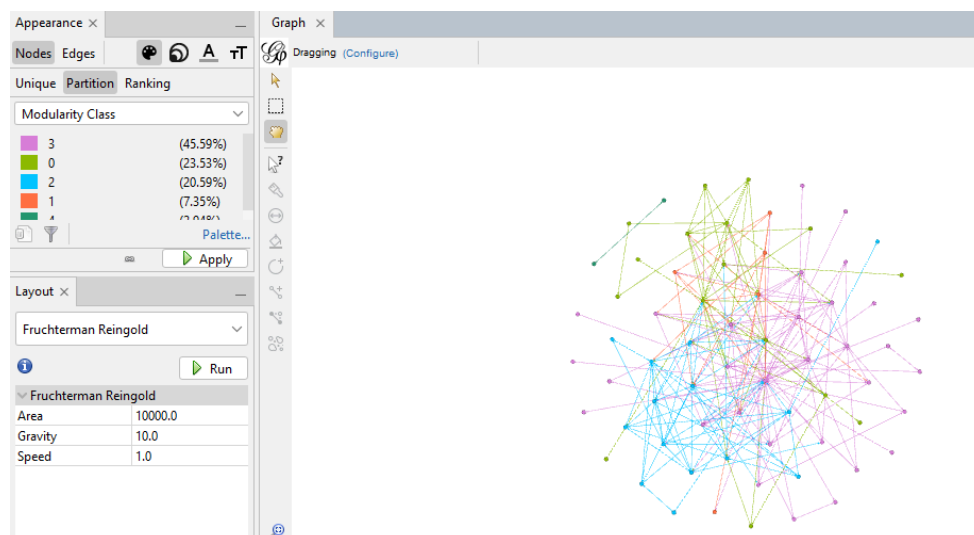 Appearance ×
Nodes Edges A TT
Unique Partition Ranking
Modularity Class
3 (45.59%)
0 (23.53%)
2 (20.59%)
1 (7.35%)
Palette...
Apply
Layout ×
Fruchterman Reingold
Run
Fruchterman Reingold
Area 10000.0
Gravity 10.0
Speed 1.0
Graph ×
Dragging (Configure)